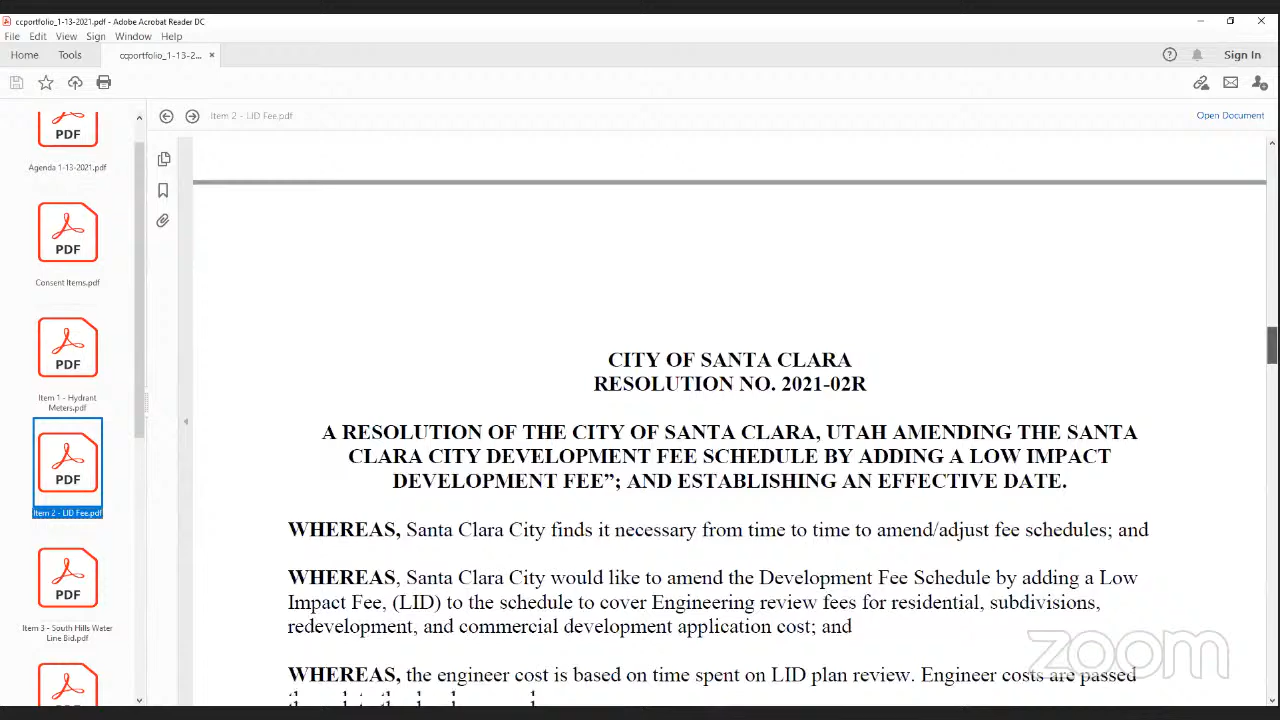 ccportfolio_1-13-2021.pdf - Adobe Acrobat Reader DC
File Edit View Sign Window Help
Home Tools ccportfolio_1-13-2... × Sign In
Item 2 - LID Fee.pdf Open Document
PDF
Agenda 1-13-2021.pdf
PDF
Consent Items.pdf
PDF
Item 1 - Hydrant
Meters.pdf
PDF
Item 2 - LID Fee.pdf
PDF
Item 3 - South Hills Water
Line Bid.pdf
CITY OF SANTA CLARA
RESOLUTION NO. 2021-02R
A RESOLUTION OF THE CITY OF SANTA CLARA, UTAH AMENDING THE SANTA
CLARA CITY DEVELOPMENT FEE SCHEDULE BY ADDING A LOW IMPACT
DEVELOPMENT FEE”; AND ESTABLISHING AN EFFECTIVE DATE.
WHEREAS, Santa Clara City finds it necessary from time to time to amend/adjust fee schedules; and
WHEREAS, Santa Clara City would like to amend the Development Fee Schedule by adding a Low
Impact Fee, (LID) to the schedule to cover Engineering review fees for residential, subdivisions,
redevelopment, and commercial development application cost; and
WHEREAS, the engineer cost is based on time spent on LID plan review. Engineer costs are passed
zoom